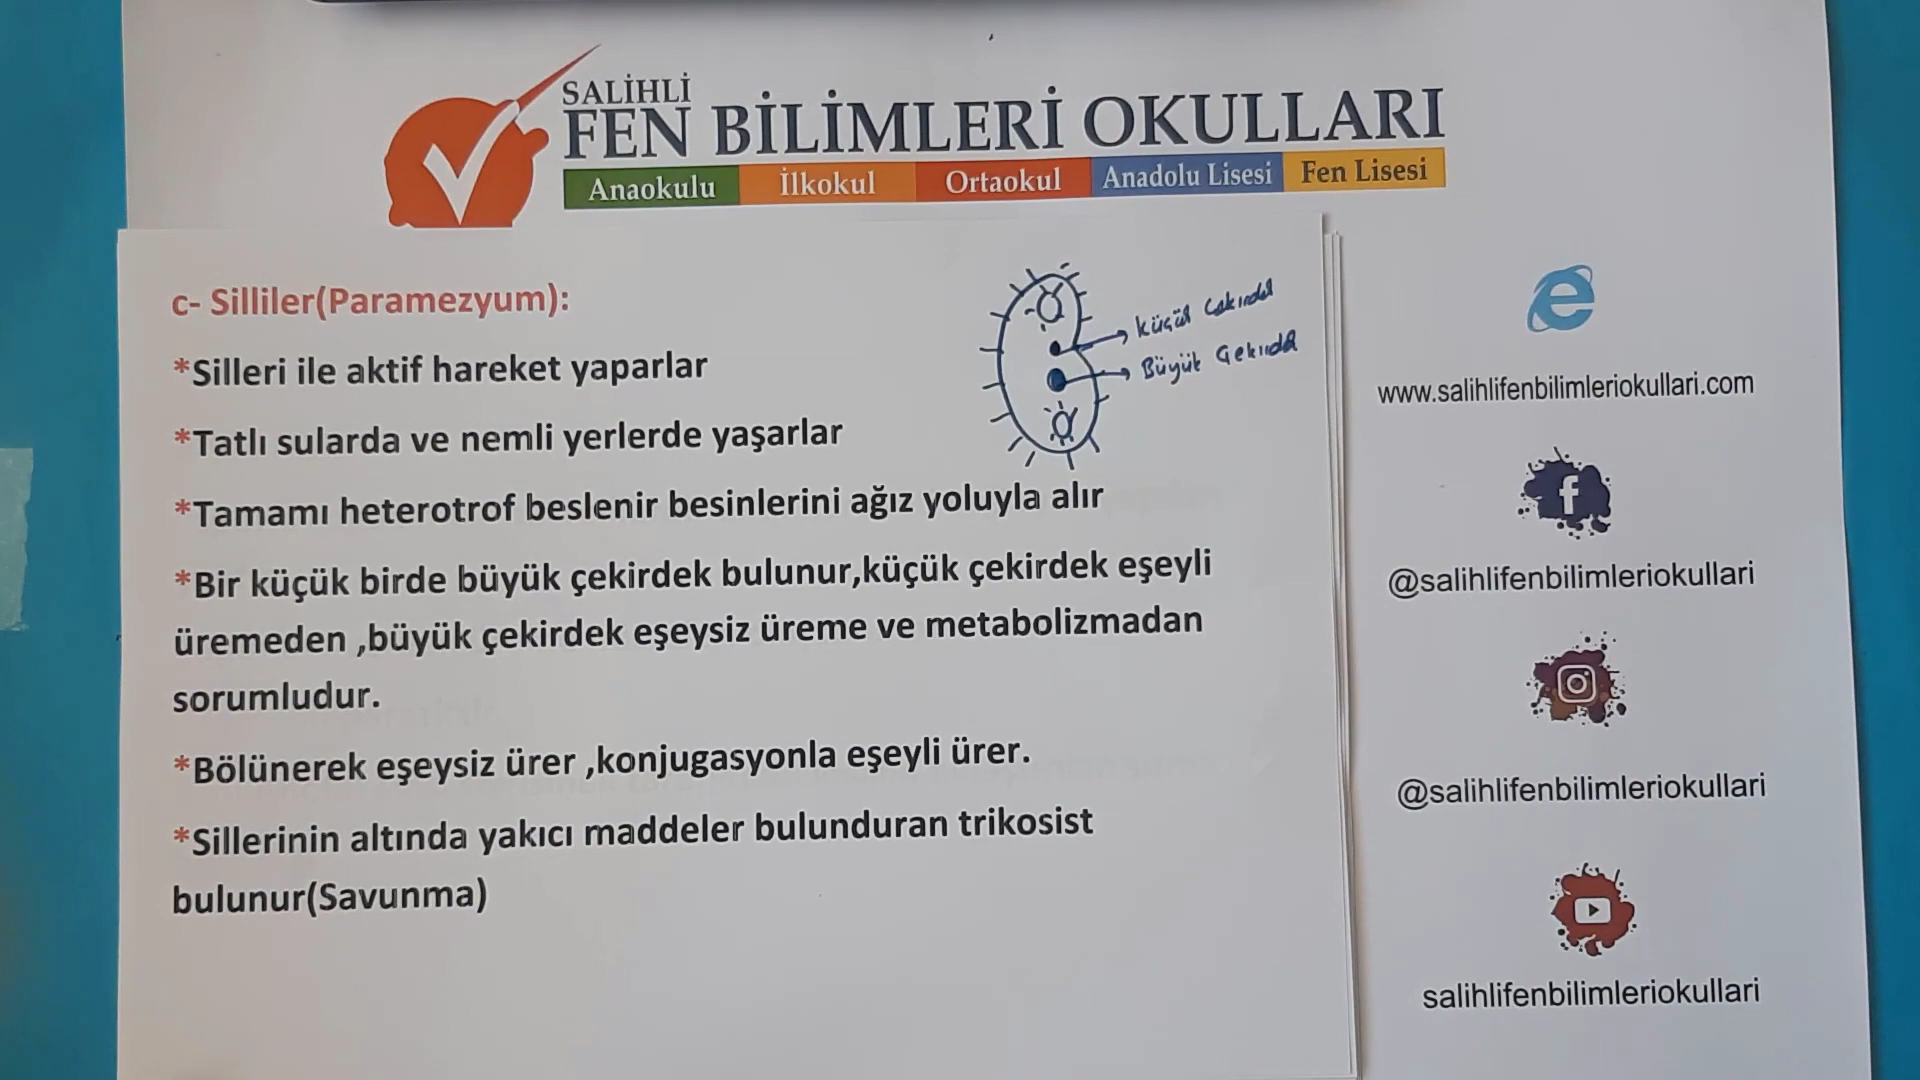 SALİHLİ
FEN BİLİMLERİ OKULLARI
Anaokulu İlkokul Ortaokul Anadolu Lisesi Fen Lisesi
c- Silliler(Paramezyum):
*Silleri ile aktif hareket yaparlar
*Tatlı sularda ve nemli yerlerde yaşarlar
*Tamamı heterotrof beslenir besinlerini ağız yoluyla alır
*Bir küçük birde büyük çekirdek bulunur,küçük çekirdek eşeyli
üremeden ,büyük çekirdek eşeysiz üreme ve metabolizmadan
sorumludur.
*Bölünerek eşeysiz ürer ,konjugasyonla eşeyli ürer.
*Sillerinin altında yakıcı maddeler bulunduran trikosist
bulunur(Savunma)
Küçük
Büyük
www.salihlifenbilimleriokullari.com
@salihlifenbilimleriokullari
@salihlifenbilimleriokullari
salihlifenbilimleriokullari